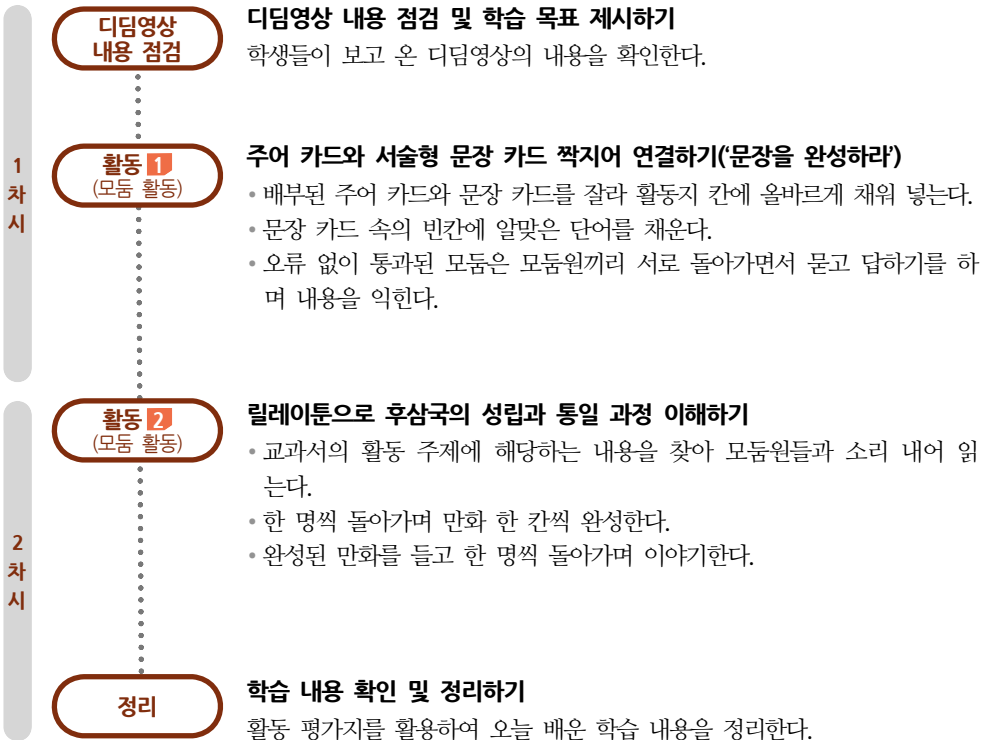 1
차
시
디딤영상
내용 점검
디딤영상 내용 점검 및 학습 목표 제시하기
학생들이 보고 온 디딤영상의 내용을 확인한다.
활동 1
(모둠 활동)
주어 카드와 서술형 문장 카드 짝지어 연결하기(‘문장을 완성하라’)
• 배부된 주어 카드와 문장 카드를 잘라 활동지 칸에 올바르게 채워 넣는다.
• 문장 카드 속의 빈칸에 알맞은 단어를 채운다.
• 오류 없이 통과된 모둠은 모둠원끼리 서로 돌아가면서 묻고 답하기를 하
며 내용을 익힌다.
2
차
시
활동 2
(모둠 활동)
릴레이툰으로 후삼국의 성립과 통일 과정 이해하기
• 교과서의 활동 주제에 해당하는 내용을 찾아 모둠원들과 소리 내어 읽
는다.
• 한 명씩 돌아가며 만화 한 칸씩 완성한다.
• 완성된 만화를 들고 한 명씩 돌아가며 이야기한다.
정리
학습 내용 확인 및 정리하기
활동 평가지를 활용하여 오늘 배운 학습 내용을 정리한다.